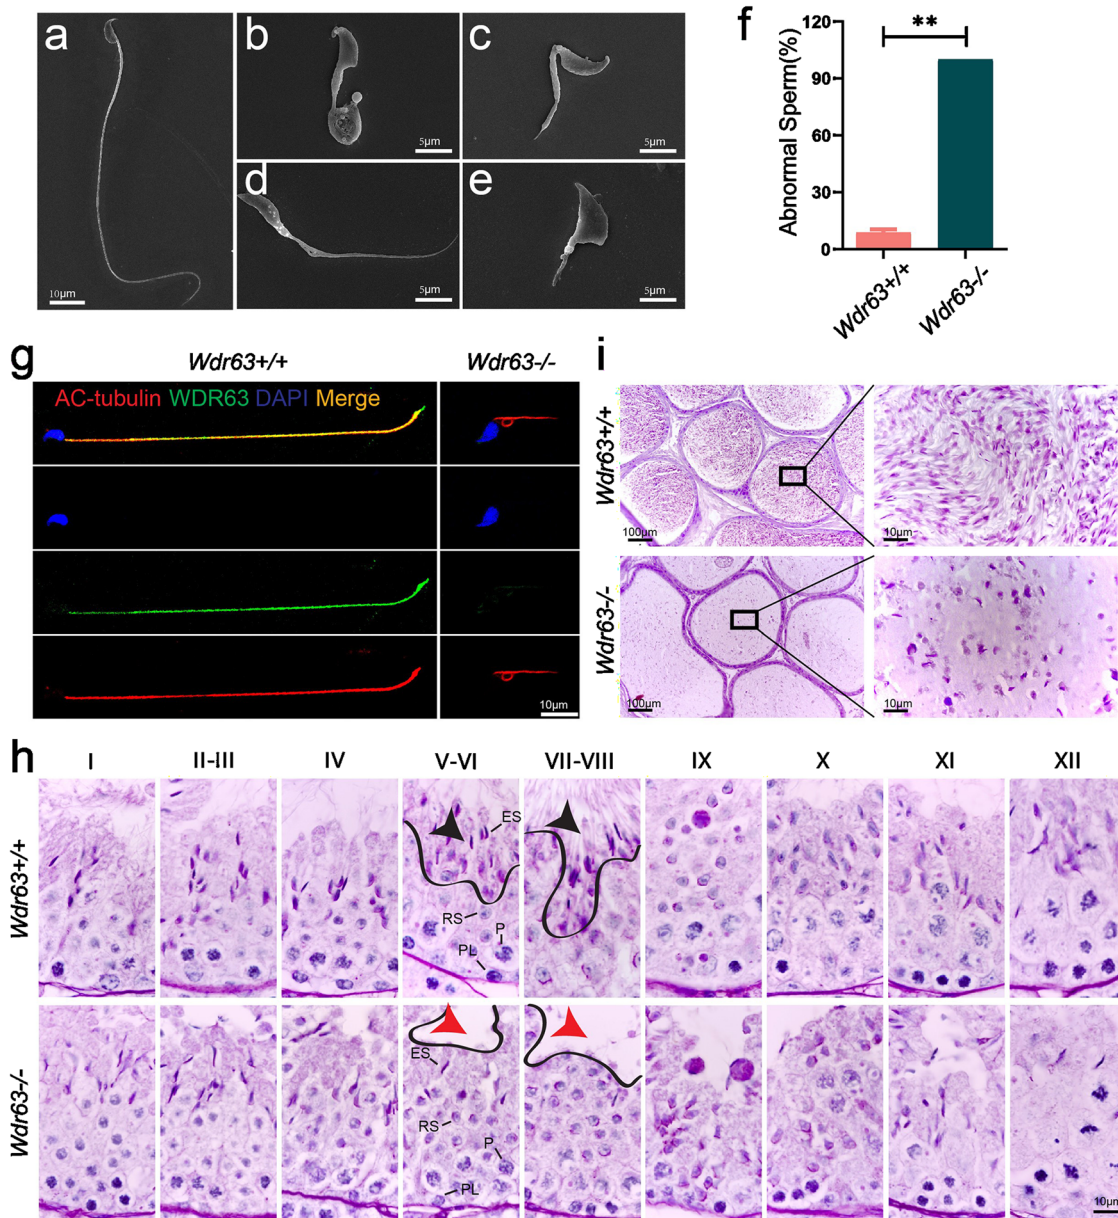 a
10μm
b
5μm
c
5μm
d
5μm
e
5μm
f
Abnormal Sperm(%)
120
90
60
30
0
**
Wdr63+/+
Wdr63-/-
g
Wdr63+/+
Wdr63-/-
AC-tubulin WDR63 DAPI Merge
10μm
i
Wdr63+/+
100μm
10μm
Wdr63-/-
100μm
10μm
h
I II-III IV V-VI VII-VIII IX X XI XII
Wdr63+/+
ES
RS
P
PL
Wdr63-/-
ES
RS
P
PL
10μm